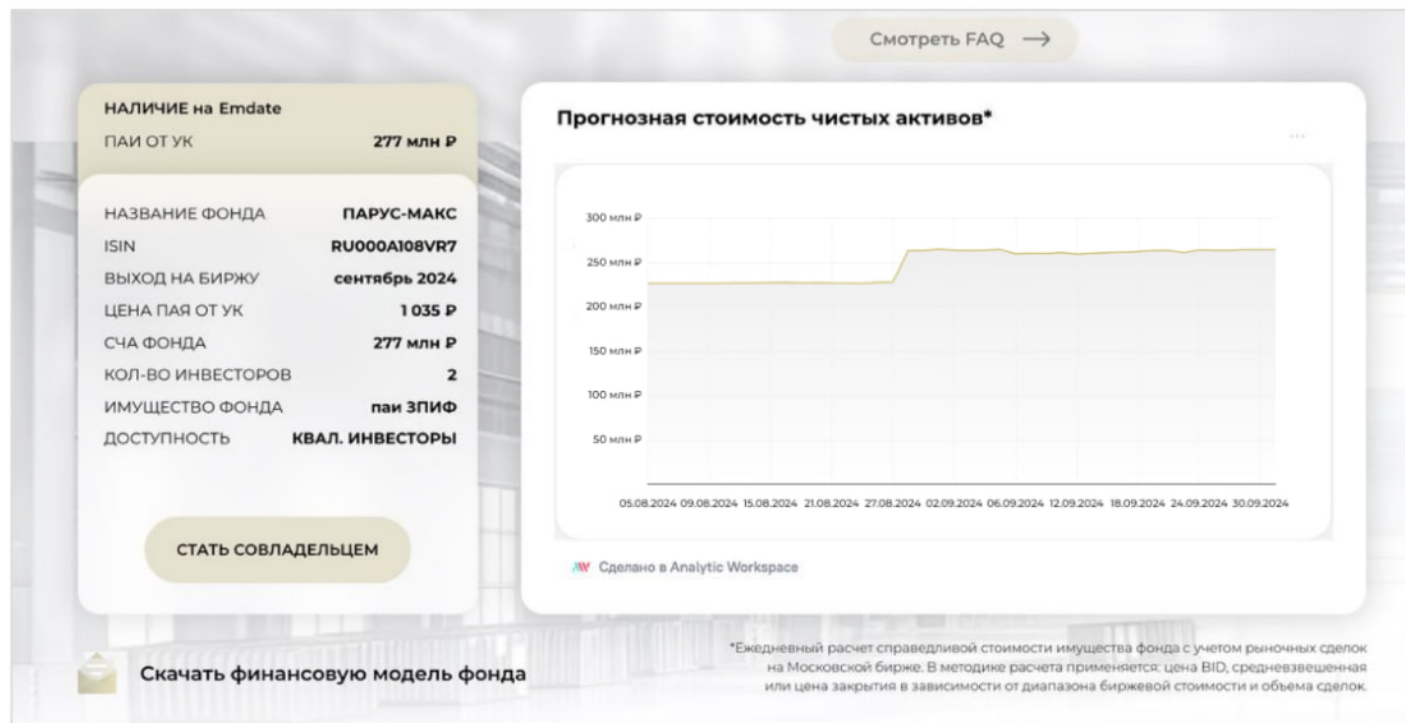 Смотреть FAQ →
НАЛИЧИЕ на Emdate
ПАИ ОТ УК 277 млн ₽
НАЗВАНИЕ ФОНДА ПАРУС-МАКС
ISIN RU000A108VR7
ВЫХОД НА БИРЖУ сентябрь 2024
ЦЕНА ПАЯ ОТ УК 1 035 ₽
СЧА ФОНДА 277 млн ₽
КОЛ-ВО ИНВЕСТОРОВ 2
ИМУЩЕСТВО ФОНДА паи ЗПИФ
ДОСТУПНОСТЬ КВАЛ. ИНВЕСТОРЫ
СТАТЬ СОВЛАДЕЛЬЦЕМ
Прогнозная стоимость чистых активов*
...
300 млн ₽
250 млн ₽
200 млн ₽
150 млн ₽
100 млн ₽
50 млн ₽
05.08.2024 09.08.2024 15.08.2024 21.08.2024 27.08.2024 02.09.2024 06.09.2024 12.09.2024 18.09.2024 24.09.2024 30.09.2024
Сделано в Analytic Workspace
Скачать финансовую модель фонда
*Ежедневный расчет справедливой стоимости имущества фонда с учетом рыночных сделок
на Московской бирже. В методике расчета применяется: цена BID, средневзвешенная
или цена закрытия в зависимости от диапазона биржевой стоимости и объема сделок.